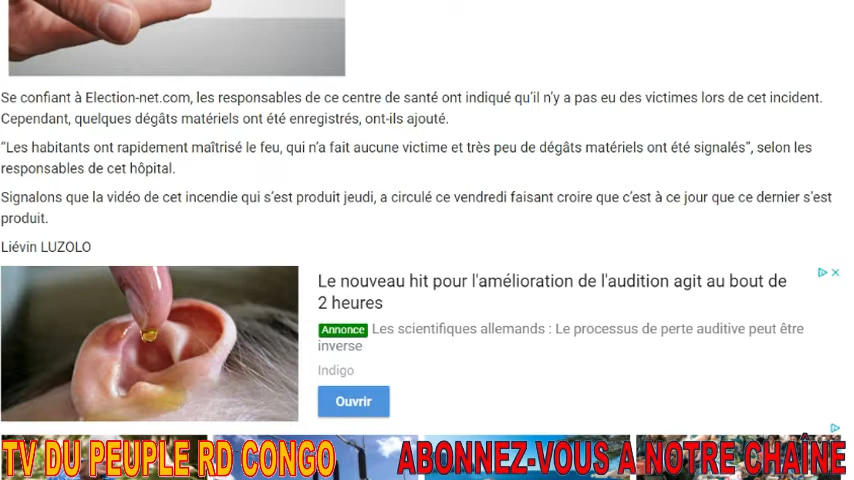 Se confiant à Election-net.com, les responsables de ce centre de santé ont indiqué qu'il n'y a pas eu des victimes lors de cet incident.
Cependant, quelques dégâts matériels ont été enregistrés, ont-ils ajouté.
“Les habitants ont rapidement maîtrisé le feu, qui n'a fait aucune victime et très peu de dégâts matériels ont été signalés”, selon les
responsables de cet hôpital.
Signalons que la vidéo de cet incendie qui s'est produit jeudi, a circulé ce vendredi faisant croire que c'est à ce jour que ce dernier s'est
produit.
Liévin LUZOLO
Le nouveau hit pour l'amélioration de l'audition agit au bout de
2 heures
Annonce Les scientifiques allemands : Le processus de perte auditive peut être
inverse
Indigo
Ouvrir
TV DU PEUPLE RD CONGO ABONNEZ-VOUS A NOTRE CHAÎNE